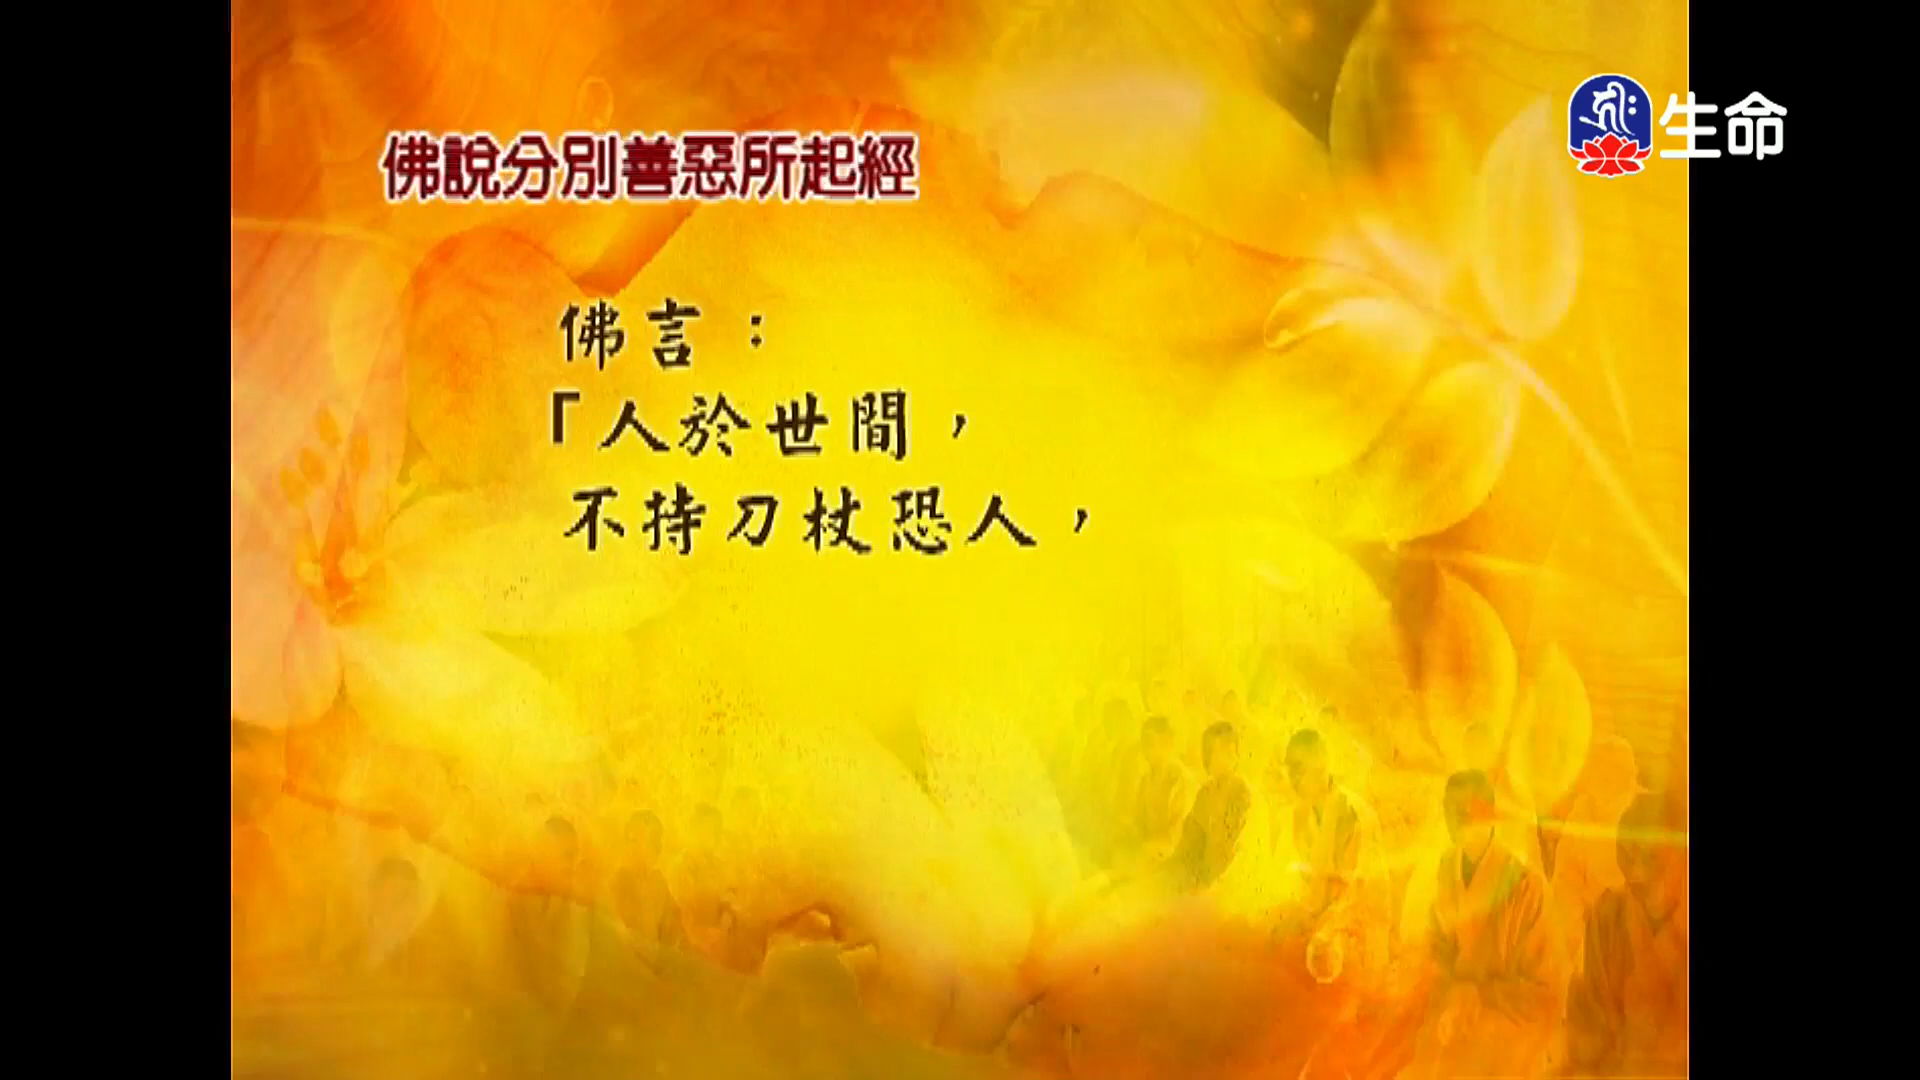 生命
佛說分別善惡所起經
佛言：
「人於世間，
不持刀杖恐人，